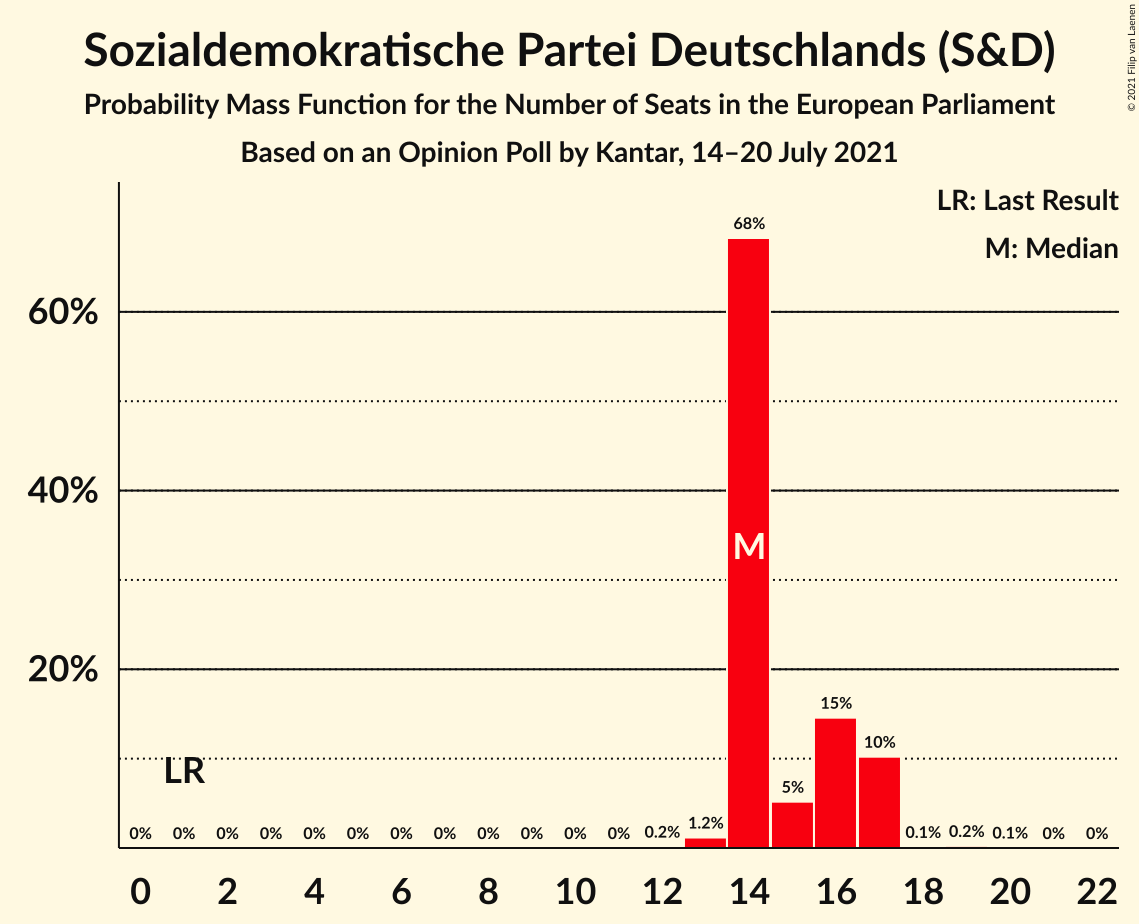 Sozialdemokratische Partei Deutschlands (S&D)
Probability Mass Function for the Number of Seats in the European Parliament
Based on an Opinion Poll by Kantar, 14–20 July 2021
© 2021 Filip van Laenen
LR: Last Result
M: Median
68%
60%
40%
M
20%
15%
10%
LR
5%
0% 0% 0% 0% 0% 0% 0% 0% 0% 0% 0% 0% 0.2% 1.2% 0.1% 0.2% 0.1% 0% 0%
0 2 4 6 8 10 12 14 16 18 20 22